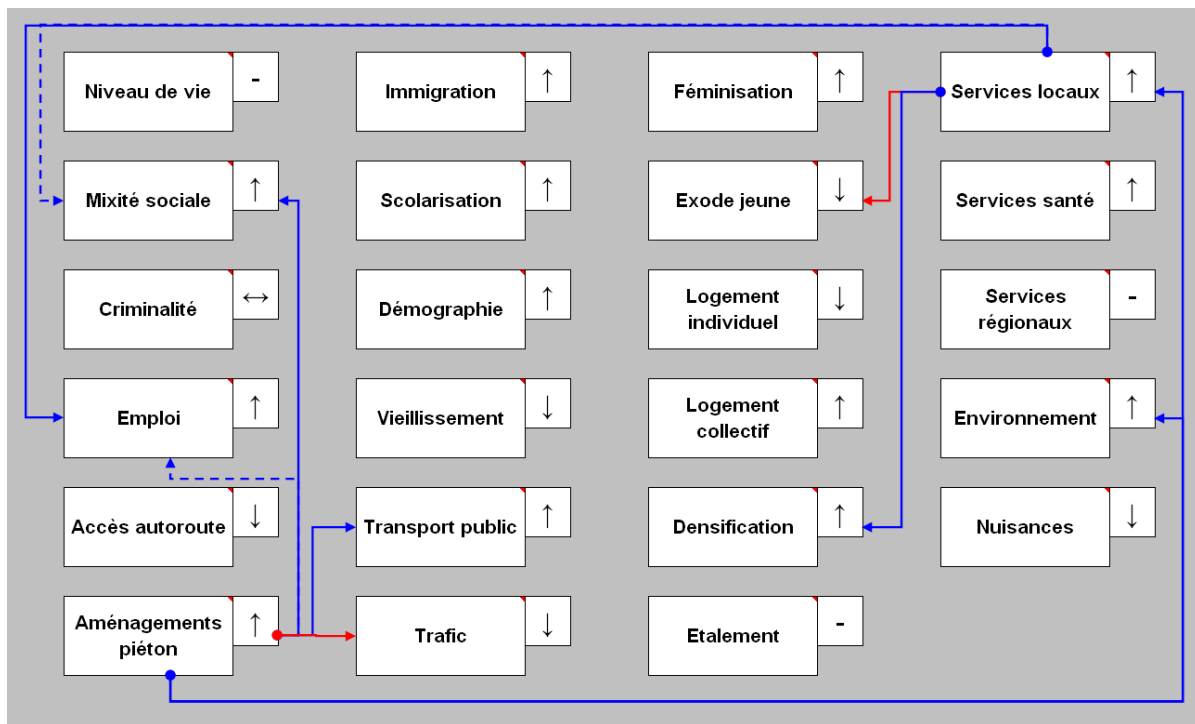 Niveau de vie
-
Immigration
↑
Féminisation
↑
Services locaux
↑
Mixité sociale
↑
Scolarisation
↑
Exode jeune
↓
Services santé
↑
Criminalité
↔
Démographie
↑
Logement
individuel
↓
Services
régionaux
-
Emploi
↑
Vieillissement
↓
Logement
collectif
↑
Environnement
↑
Accès autoroute
↓
Transport public
↑
Densification
↑
Nuisances
↓
Aménagements
piéton
↑
Trafic
↓
Etalement
-